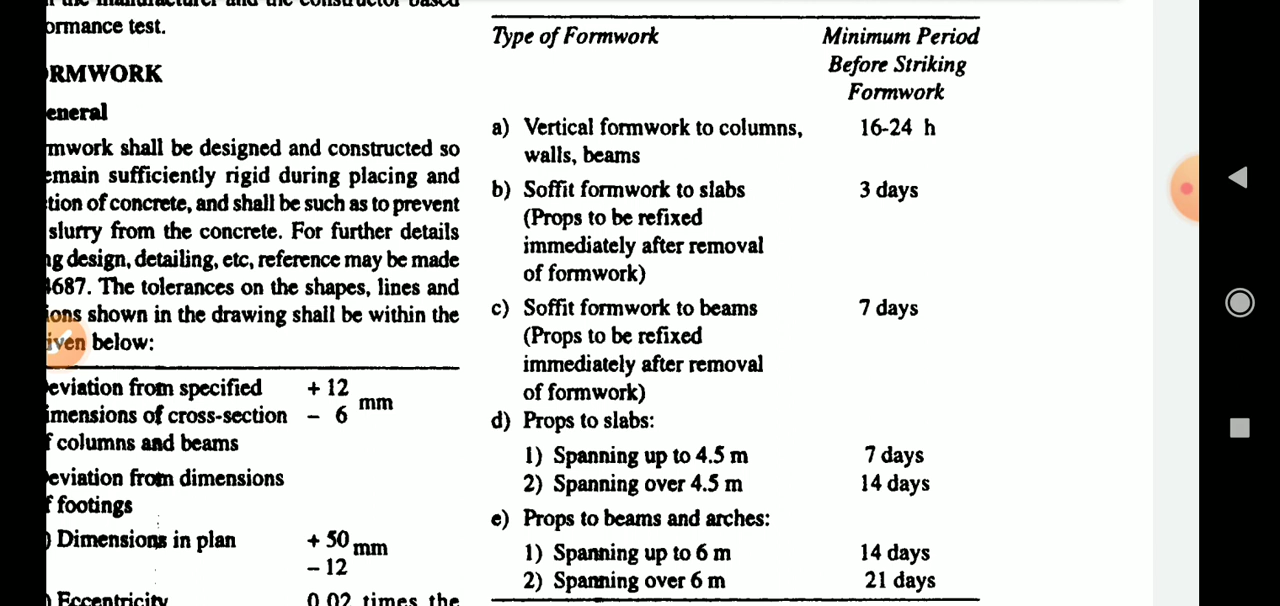 ormance test.
RMWORK
eneral
mwork shall be designed and constructed so
emain sufficiently rigid during placing and
tion of concrete, and shall be such as to prevent
slurry from the concrete. For further details
ng design, detailing, etc, reference may be made
4687. The tolerances on the shapes, lines and
ions shown in the drawing shall be within the
iven below:
eviation from specified + 12
mm
imensions of cross-section − 6
f columns and beams
eviation from dimensions
f footings
) Dimensions in plan + 50 mm
− 12
) Eccentricity 0.02 times the
Type of Formwork Minimum Period
Before Striking
Formwork
a) Vertical formwork to columns, 16-24 h
walls, beams
b) Soffit formwork to slabs 3 days
(Props to be refixed
immediately after removal
of formwork)
c) Soffit formwork to beams 7 days
(Props to be refixed
immediately after removal
of formwork)
d) Props to slabs:
1) Spanning up to 4.5 m 7 days
2) Spanning over 4.5 m 14 days
e) Props to beams and arches:
1) Spanning up to 6 m 14 days
2) Spanning over 6 m 21 days